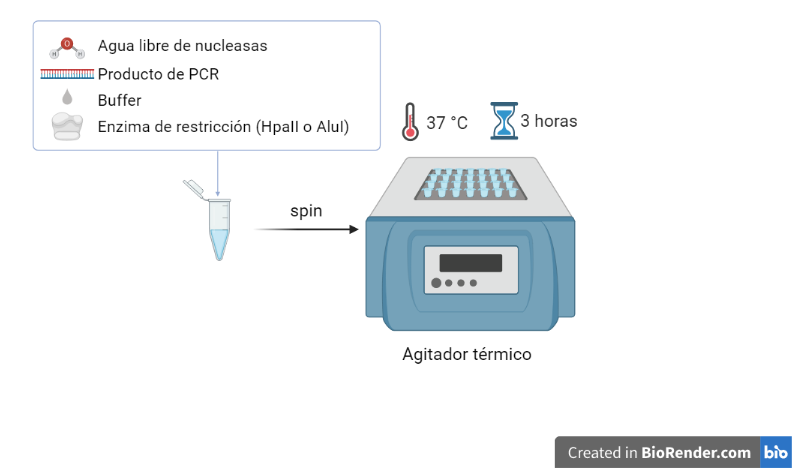 Agua libre de nucleasas
Producto de PCR
Buffer
Enzima de restricción (HpaII o AluI)
37 °C
3 horas
spin
Agitador térmico
Created in BioRender.com bio